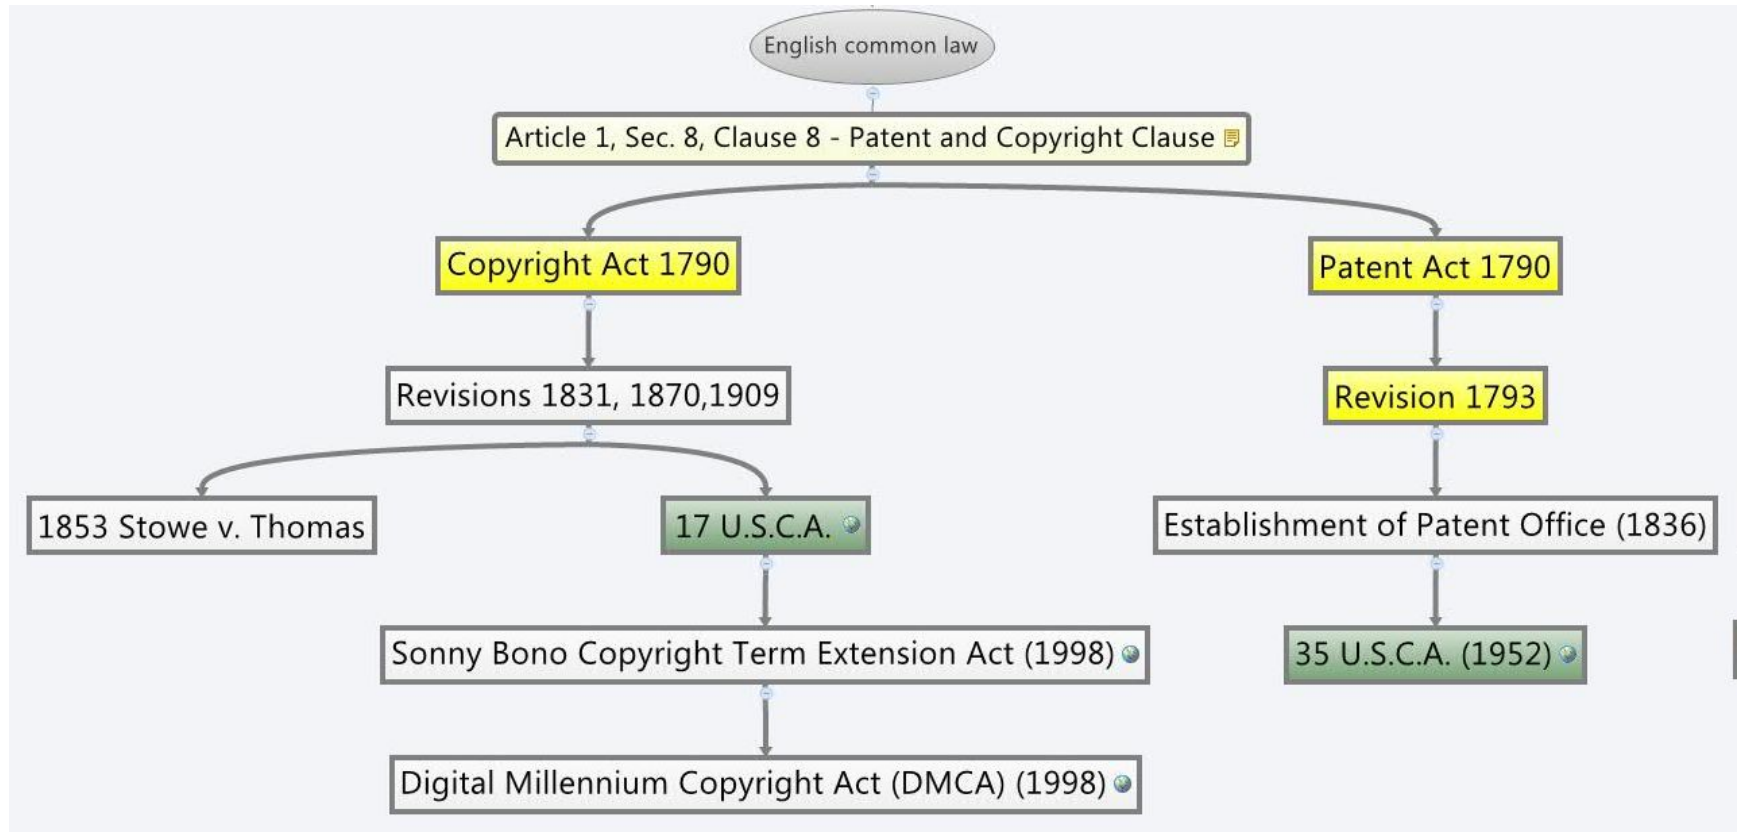 English common law
Article 1, Sec. 8, Clause 8 - Patent and Copyright Clause
Copyright Act 1790
Patent Act 1790
Revisions 1831, 1870,1909
Revision 1793
1853 Stowe v. Thomas
17 U.S.C.A.
Establishment of Patent Office (1836)
Sonny Bono Copyright Term Extension Act (1998)
35 U.S.C.A. (1952)
Digital Millennium Copyright Act (DMCA) (1998)